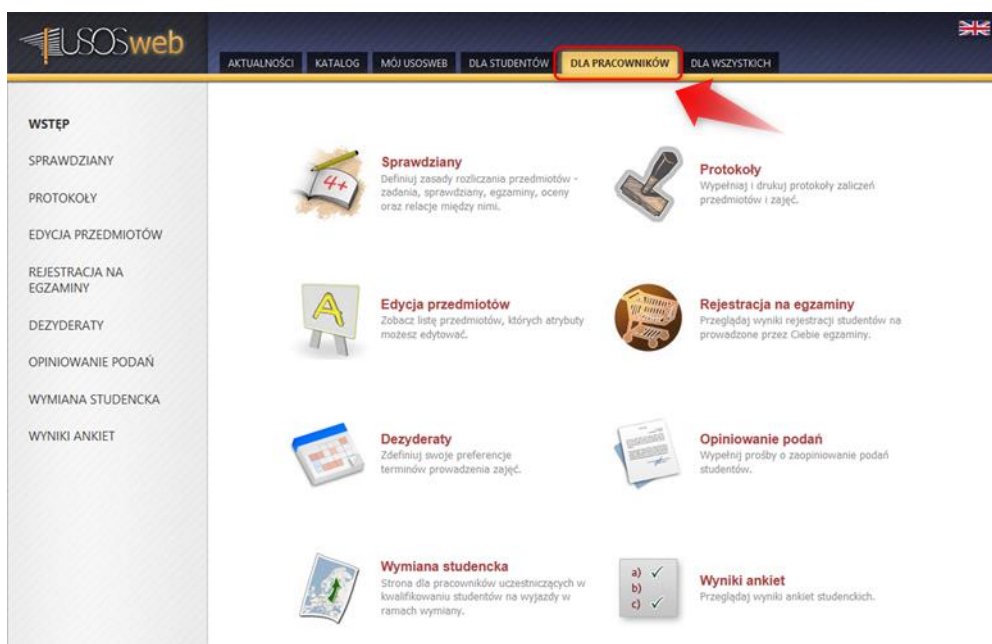 USOSweb
AKTUALNOŚCI KATALOG MÓJ USOSWEB DLA STUDENTÓW DLA PRACOWNIKÓW DLA WSZYSTKICH
WSTĘP
SPRAWDZIANY
PROTOKOŁY
EDYCJA PRZEDMIOTÓW
REJESTRACJA NA
EGZAMINY
DEZYDERATY
OPINIOWANIE PODAŃ
WYMIANA STUDENCKA
WYNIKI ANKIET
4+
Sprawdziany
Definiuj zasady rozliczania przedmiotów -
zadania, sprawdziany, egzaminy, oceny
oraz relacje między nimi.
Protokoły
Wypełniaj i drukuj protokoły zaliczeń
przedmiotów i zajęć.
A
Edycja przedmiotów
Zobacz listę przedmiotów, których atrybuty
możesz edytować.
Rejestracja na egzaminy
Przeglądaj wyniki rejestracji studentów na
prowadzone przez Ciebie egzaminy.
Dezyderaty
Zdefiniuj swoje preferencje
terminów prowadzenia zajęć.
Opiniowanie podań
Wypełnij prośby o zaopiniowanie podań
studentów.
Wymiana studencka
Strona dla pracowników uczestniczących w
kwalifikowaniu studentów na wyjazdy w
ramach wymiany.
a) ✓
b)
c) ✓
Wyniki ankiet
Przeglądaj wyniki ankiet studenckich.